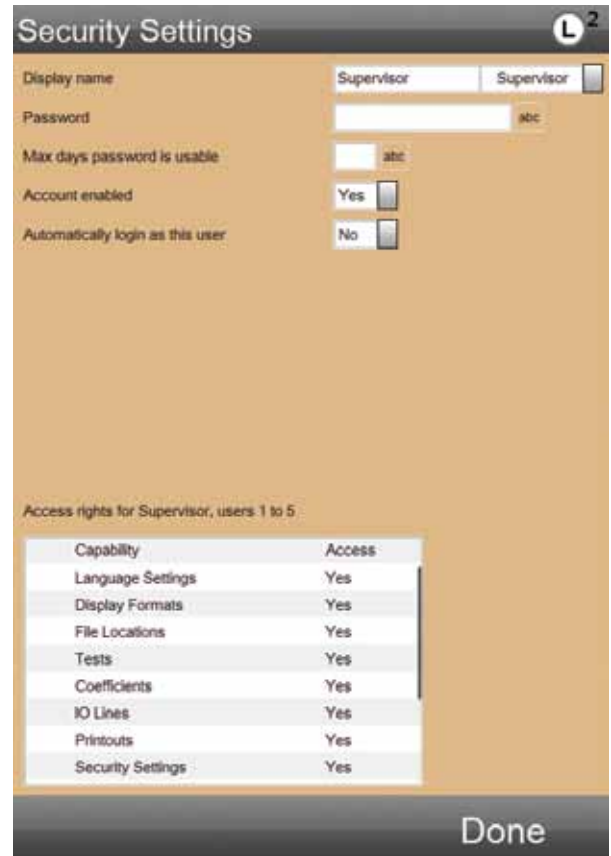 Security Settings L 2
Display name Supervisor Supervisor
Password abc
Max days password is usable abc
Account enabled Yes
Automatically login as this user No
Access rights for Supervisor, users 1 to 5
Capability Access
Language Settings Yes
Display Formats Yes
File Locations Yes
Tests Yes
Coefficients Yes
IO Lines Yes
Printouts Yes
Security Settings Yes
Done